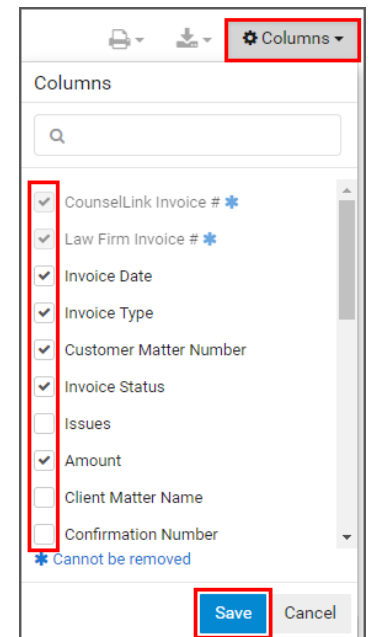 Columns
Columns
CounselLink Invoice # *
Law Firm Invoice # *
Invoice Date
Invoice Type
Customer Matter Number
Invoice Status
Issues
Amount
Client Matter Name
Confirmation Number
* Cannot be removed
Save Cancel